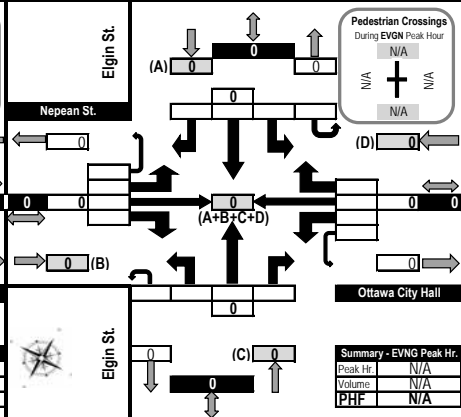 Pedestrian Crossings
During EVGN Peak Hour
N/A
N/A
N/A
N/A
Elgin St.
0
(A) 0
0
0
Nepean St.
0
(D) 0
0
0
0
(A+B+C+D)
0
0
0
(B)
0
0
Ottawa City Hall
Elgin St.
0
0
(C) 0
0
Summary - EVNG Peak Hr.
Peak Hr. N/A
Volume N/A
PHF N/A